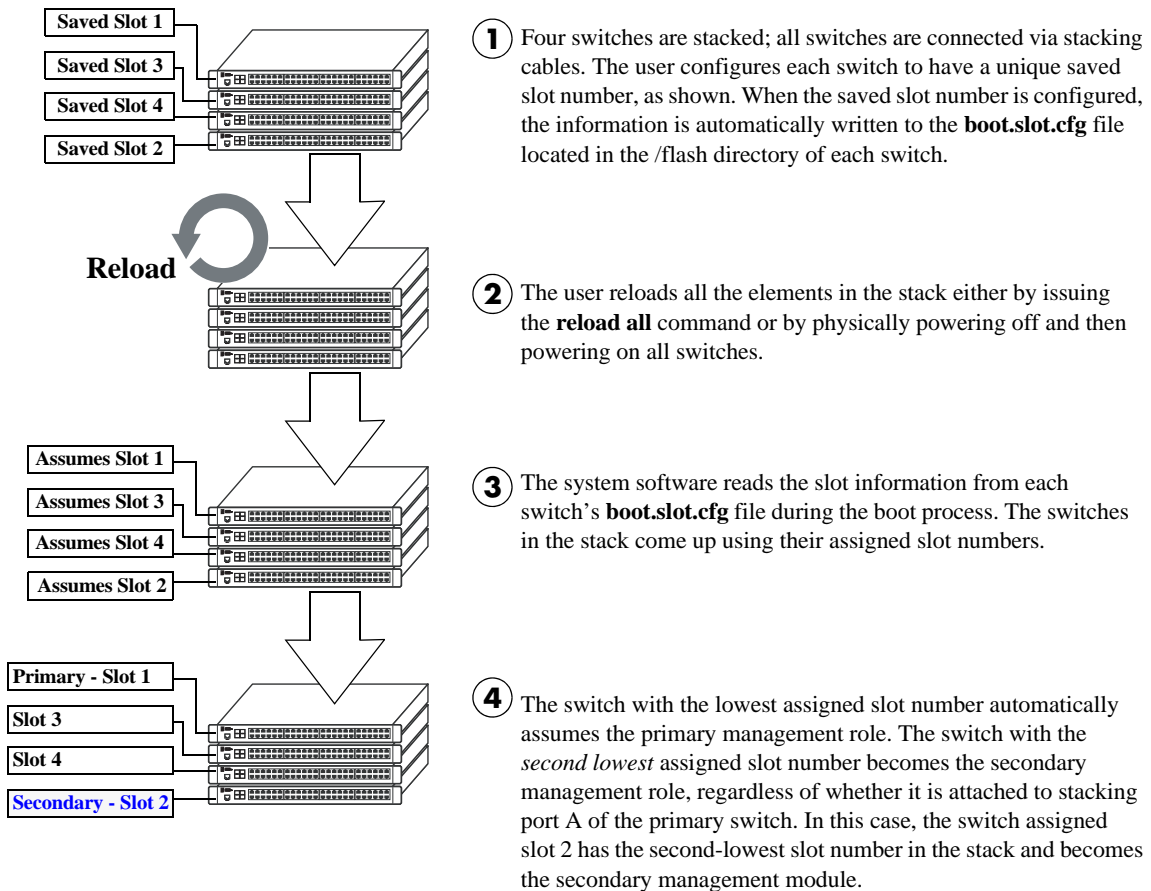 Saved Slot 1
Saved Slot 3
Saved Slot 4
Saved Slot 2
1
Four switches are stacked; all switches are connected via stacking
cables. The user configures each switch to have a unique saved
slot number, as shown. When the saved slot number is configured,
the information is automatically written to the boot.slot.cfg file
located in the /flash directory of each switch.
Reload
2
The user reloads all the elements in the stack either by issuing
the reload all command or by physically powering off and then
powering on all switches.
Assumes Slot 1
Assumes Slot 3
Assumes Slot 4
Assumes Slot 2
3
The system software reads the slot information from each
switch’s boot.slot.cfg file during the boot process. The switches
in the stack come up using their assigned slot numbers.
Primary - Slot 1
Slot 3
Slot 4
Secondary - Slot 2
4
The switch with the lowest assigned slot number automatically
assumes the primary management role. The switch with the
second lowest assigned slot number becomes the secondary
management role, regardless of whether it is attached to stacking
port A of the primary switch. In this case, the switch assigned
slot 2 has the second-lowest slot number in the stack and becomes
the secondary management module.